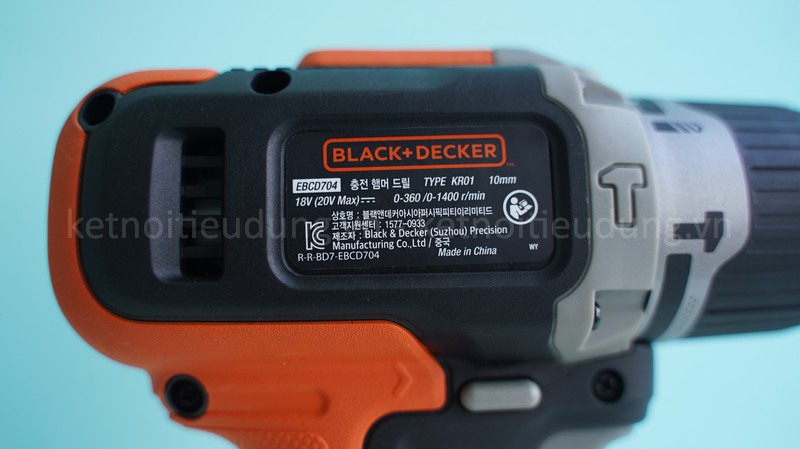 BLACK+DECKER™
EBCD704 충전 햄머 드릴 TYPE KR01 10mm
18V (20V Max) 0-360 /0-1400 r/min
상호명 : 블랙앤데커아시아퍼시픽피티이리미티드
고객지원센터 : 1577-0933
제조자 : Black & Decker (Suzhou) Precision
Manufacturing Co.,Ltd / 중국
R-R-BD7-EBCD704 Made in China
WY
ketnoitieudung.vn ketnoitieudung.vn